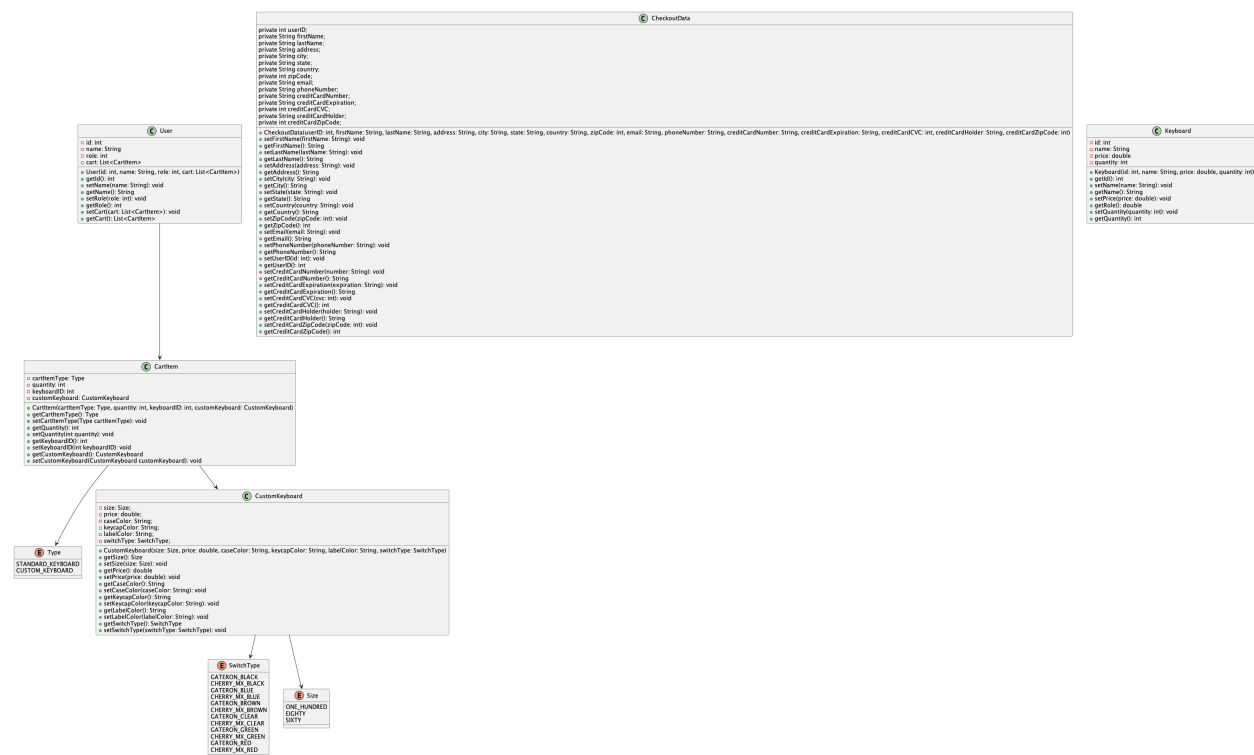 C CheckoutData
private int userID;
private String firstName;
private String lastName;
private String address;
private String city;
private String state;
private String country;
private int zipCode;
private String email;
private String phoneNumber;
private String creditCardNumber;
private String creditCardExpiration;
private int creditCardCVC;
private String creditCardHolder;
private int creditCardZipCode;
CheckoutData(userID: int, firstName: String, lastName: String, address: String, city: String, state: String, country: String, zipCode: int, email: String, phoneNumber: String, creditCardNumber: String, creditCardExpiration: String, creditCardCVC: int, creditCardHolder: String, creditCardZipCode: int)
setFirstName(firstName: String): void
getFirstName(): String
setLastName(lastName: String): void
getLastName(): String
setAddress(address: String): void
getAddress(): String
setCity(city: String): void
getCity(): String
setState(state: String): void
getState(): String
setCountry(country: String): void
getCountry(): String
setZipCode(zipCode: int): void
getZipCode(): int
setEmail(email: String): void
getEmail(): String
setPhoneNumber(phoneNumber: String): void
getPhoneNumber(): String
setUserID(id: int): void
getUserID(): int
setCreditCardNumber(number: String): void
getCreditCardNumber(): String
setCreditCardExpiration(expiration: String): void
getCreditCardExpiration(): String
setCreditCardCVC(cvc: int): void
getCreditCardCVC(): int
setCreditCardHolder(holder: String): void
getCreditCardHolder(): String
setCreditCardZipCode(zipCode: int): void
getCreditCardZipCode(): int
C User
id: int
name: String
role: int
cart: List<CartItem>
User(id: int, name: String, role: int, cart: List<CartItem>)
getId(): int
setName(name: String): void
getName(): String
setRole(role: int): void
getRole(): int
setCart(cart: List<CartItem>): void
getCart(): List<CartItem>
C Keyboard
id: int
name: String
price: double
quantity: int
Keyboard(id: int, name: String, price: double, quantity: int)
getId(): int
setName(name: String): void
getName(): String
setPrice(price: double): void
getRole(): double
setQuantity(quantity: int): void
getQuantity(): int
C CartItem
cartItemType: Type
quantity: int
keyboardID: int
customKeyboard: CustomKeyboard
CartItem(cartItemType: Type, quantity: int, keyboardID: int, customKeyboard: CustomKeyboard)
getCartItemType(): Type
setCartItemType(Type cartItemType): void
getQuantity(): int
setQuantity(int quantity): void
getKeyboardID(): int
setKeyboardID(int keyboardID): void
getCustomKeyboard(): CustomKeyboard
setCustomKeyboard(CustomKeyboard customKeyboard): void
E Type
STANDARD_KEYBOARD
CUSTOM_KEYBOARD
C CustomKeyboard
size: Size;
price: double;
caseColor: String;
keycapColor: String;
labelColor: String;
switchType: SwitchType;
CustomKeyboard(size: Size, price: double, caseColor: String, keycapColor: String, labelColor: String, switchType: SwitchType)
getSize(): Size
setSize(size: Size): void
getPrice(): double
setPrice(price: double): void
getCaseColor(): String
setCaseColor(caseColor: String): void
getKeycapColor(): String
setKeycapColor(keycapColor: String): void
getLabelColor(): String
setLabelColor(labelColor: String): void
getSwitchType(): SwitchType
setSwitchType(switchType: SwitchType): void
E SwitchType
GATERON_BLACK
CHERRY_MX_BLACK
GATERON_BLUE
CHERRY_MX_BLUE
GATERON_BROWN
CHERRY_MX_BROWN
GATERON_CLEAR
CHERRY_MX_CLEAR
GATERON_GREEN
CHERRY_MX_GREEN
GATERON_RED
CHERRY_MX_RED
E Size
ONE_HUNDRED
EIGHTY
SIXTY